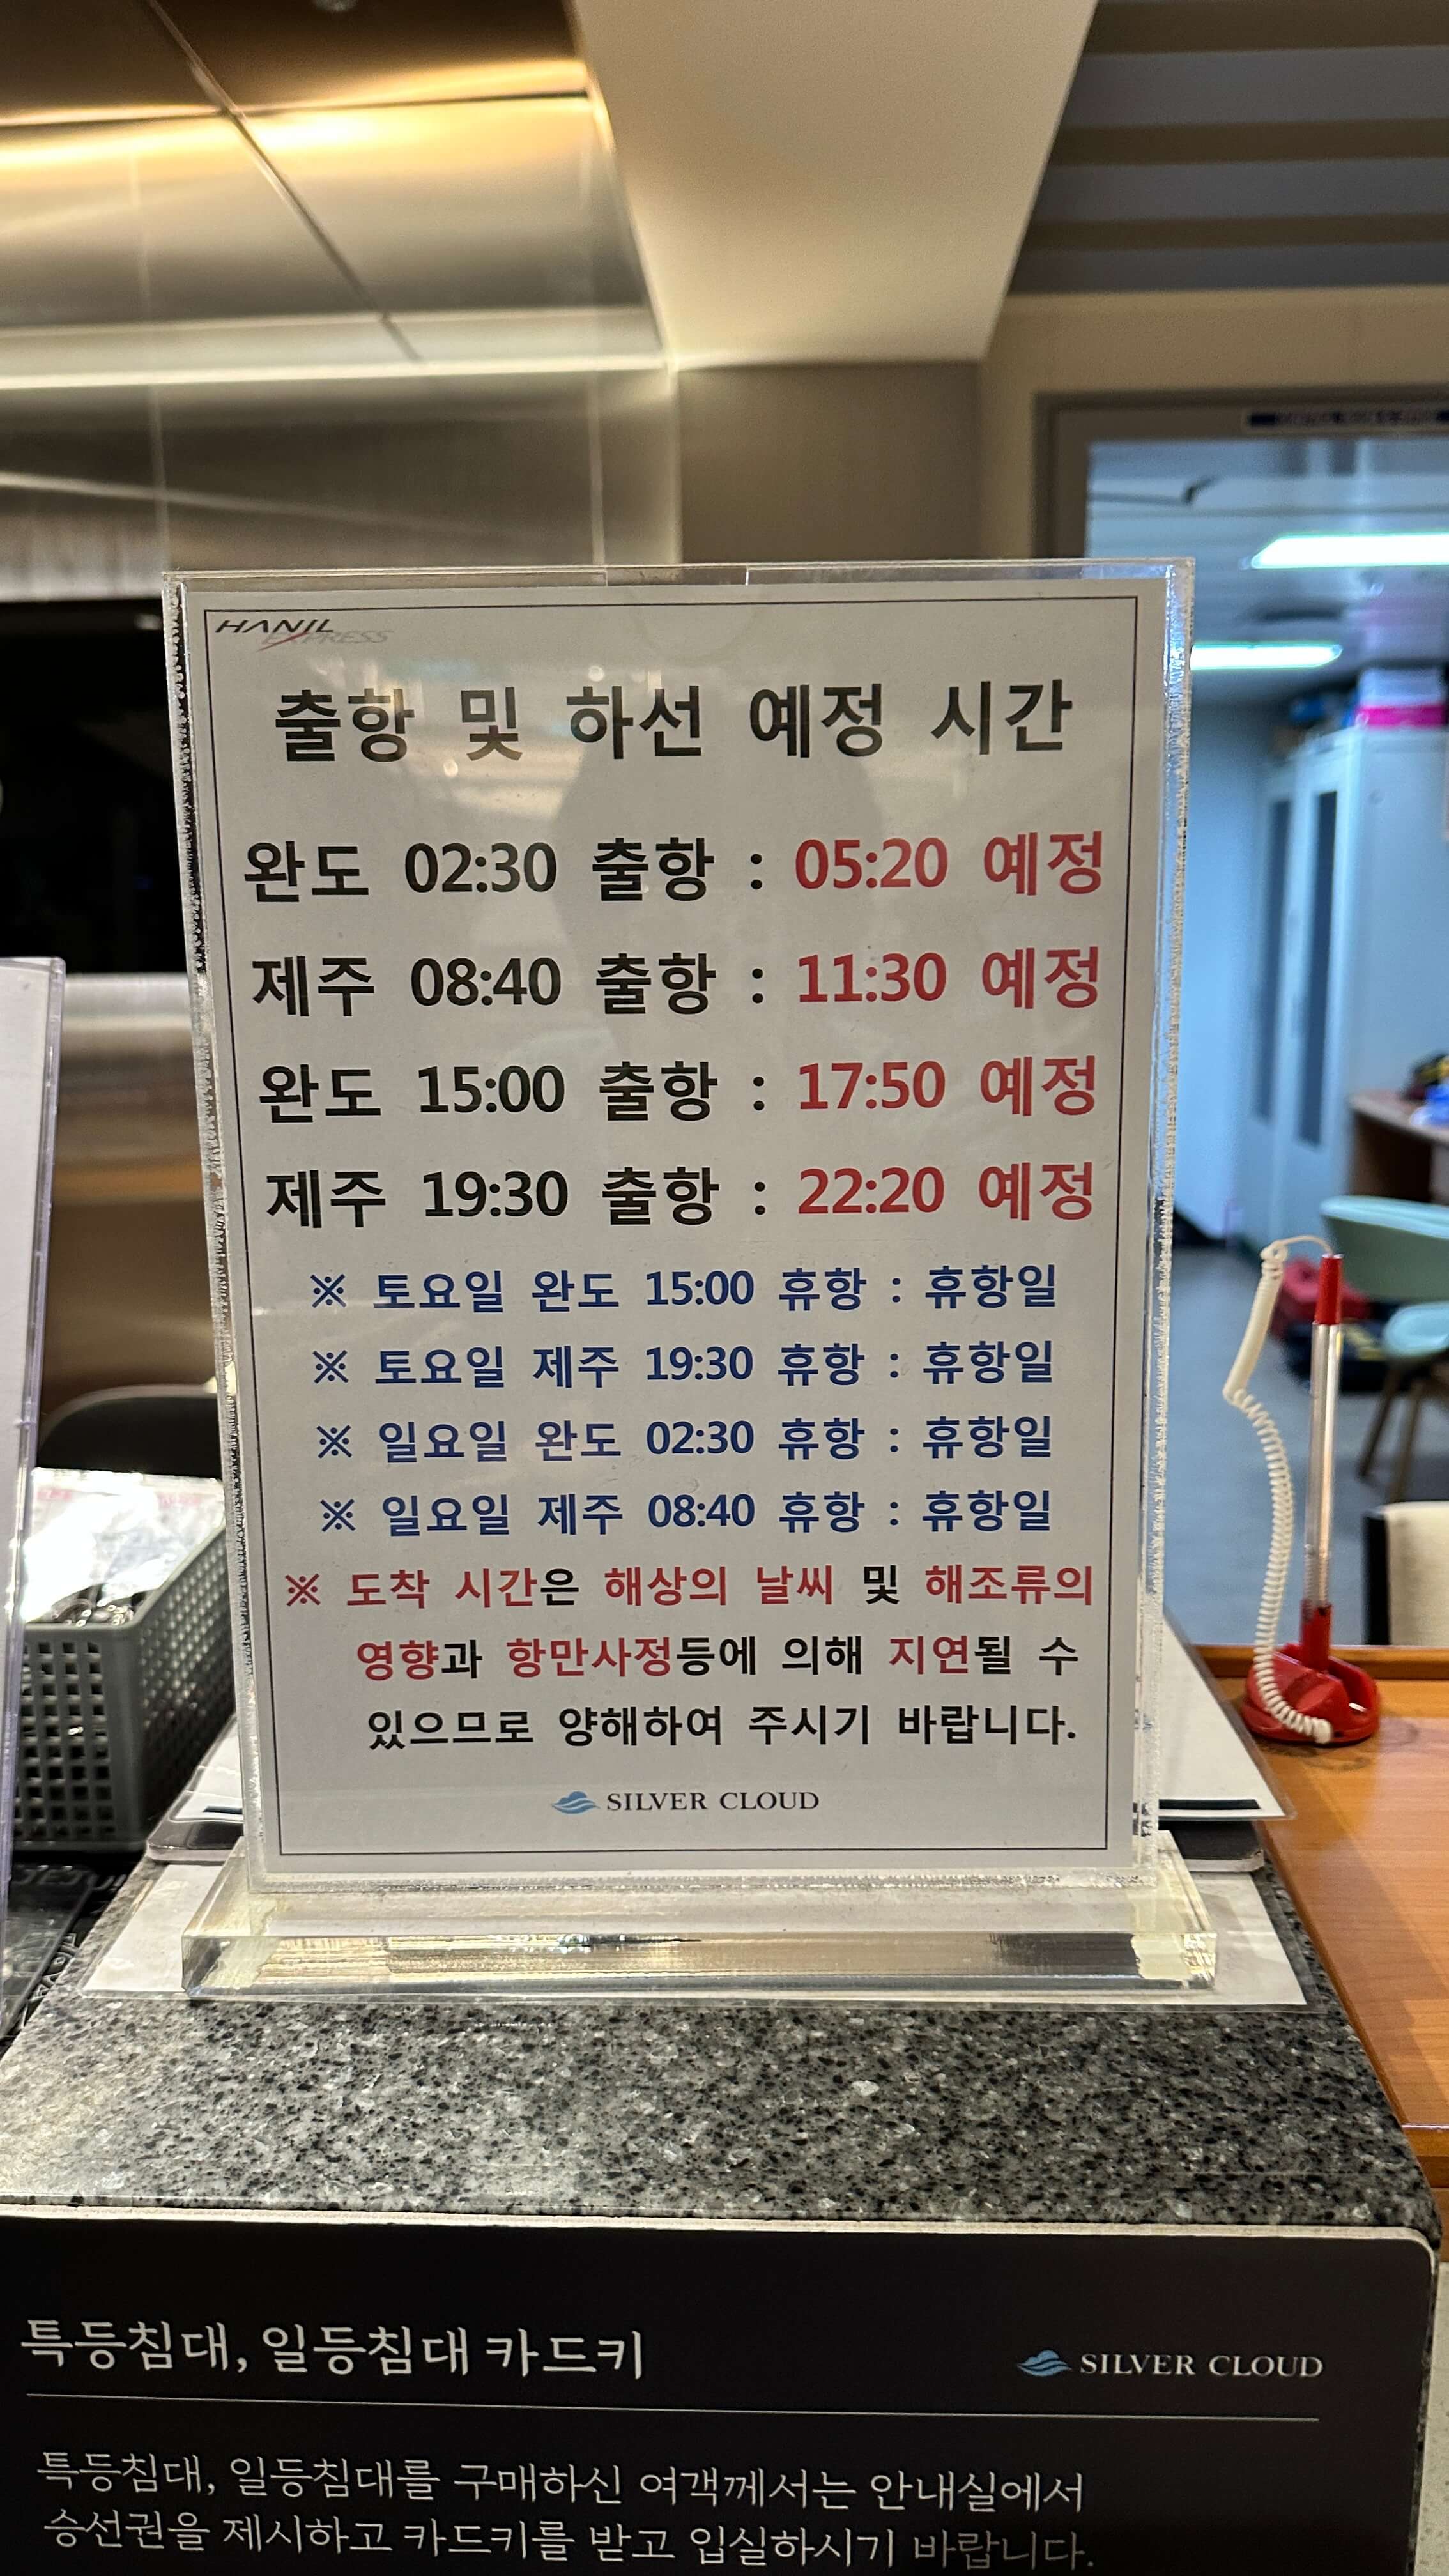 HANIL
EXPRESS
출항 및 하선 예정 시간
완도 02:30 출항 : 05:20 예정
제주 08:40 출항 : 11:30 예정
완도 15:00 출항 : 17:50 예정
제주 19:30 출항 : 22:20 예정
※ 토요일 완도 15:00 휴항 : 휴항일
※ 토요일 제주 19:30 휴항 : 휴항일
※ 일요일 완도 02:30 휴항 : 휴항일
※ 일요일 제주 08:40 휴항 : 휴항일
※ 도착 시간은 해상의 날씨 및 해조류의
영향과 항만사정등에 의해 지연될 수
있으므로 양해하여 주시기 바랍니다.
SILVER CLOUD
특등침대, 일등침대 카드키
SILVER CLOUD
특등침대, 일등침대를 구매하신 여객께서는 안내실에서
승선권을 제시하고 카드키를 받고 입실하시기 바랍니다.